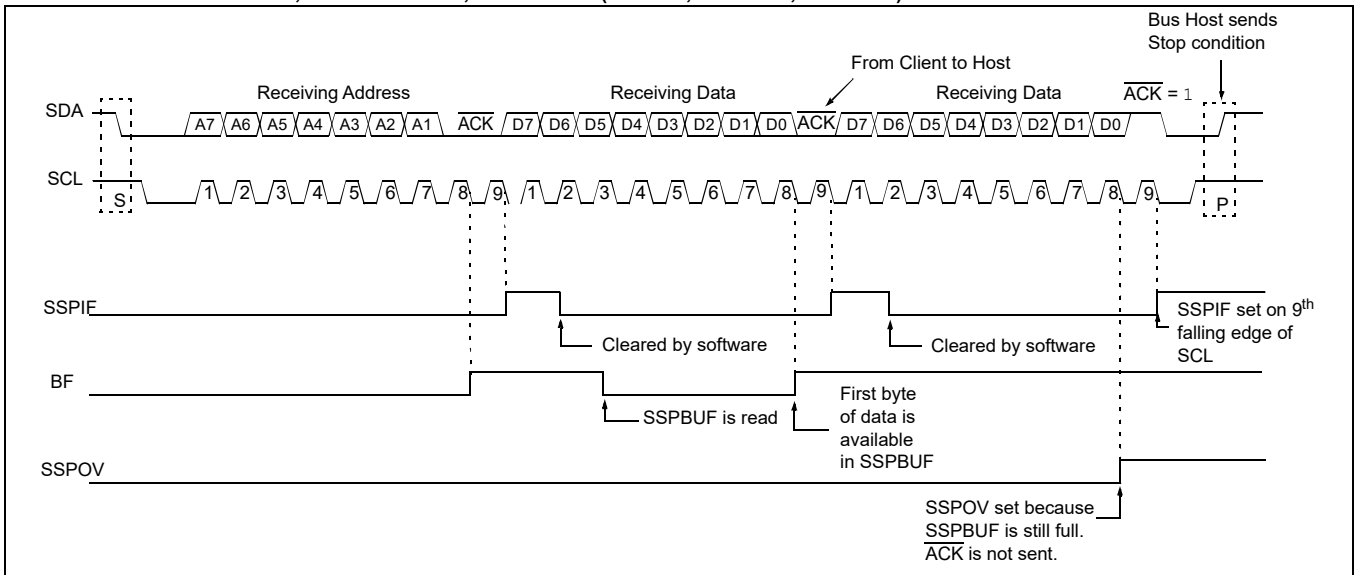 Bus Host sends
Stop condition
From Client to Host
Receiving Address
Receiving Data
Receiving Data
ACK = 1
SDA
A7 A6 A5 A4 A3 A2 A1 ACK D7 D6 D5 D4 D3 D2 D1 D0 ACK D7 D6 D5 D4 D3 D2 D1 D0
SCL
S 1 2 3 4 5 6 7 8 9 1 2 3 4 5 6 7 8 9 1 2 3 4 5 6 7 8 9 P
SSPIF
Cleared by software
Cleared by software
SSPIF set on 9th
falling edge of
SCL
BF
SSPBUF is read
First byte
of data is
available
in SSPBUF
SSPOV
SSPOV set because
SSPBUF is still full.
ACK is not sent.